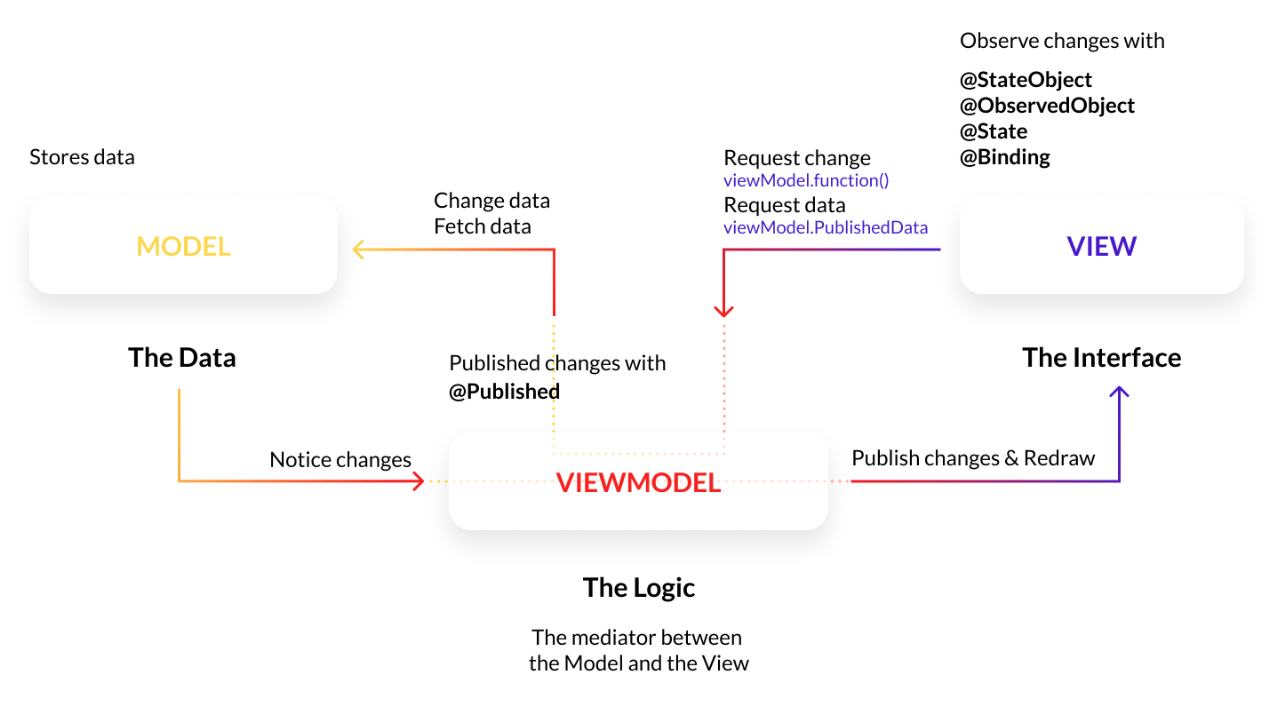 Observe changes with
@StateObject
@ObservedObject
@State
@Binding
Stores data
MODEL
The Data
Change data
Fetch data
Request change
viewModel.function()
Request data
viewModel.PublishedData
VIEW
The Interface
Published changes with
@Published
Notice changes
VIEWMODEL
Publish changes & Redraw
The Logic
The mediator between
the Model and the View